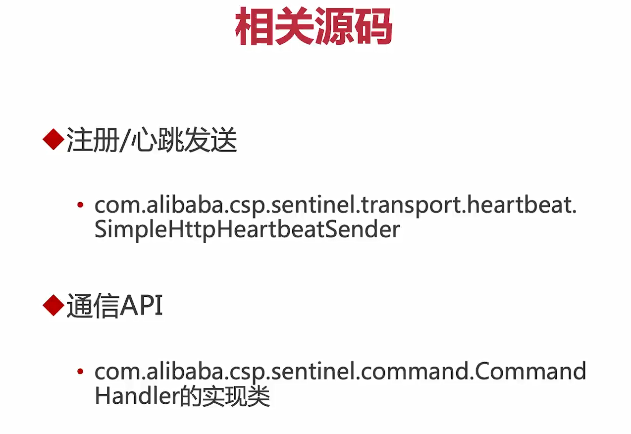 相关源码
◆注册/心跳发送
• com.alibaba.csp.sentinel.transport.heartbeat.
SimpleHttpHeartbeatSender
◆通信API
• com.alibaba.csp.sentinel.command.Command
Handler的实现类